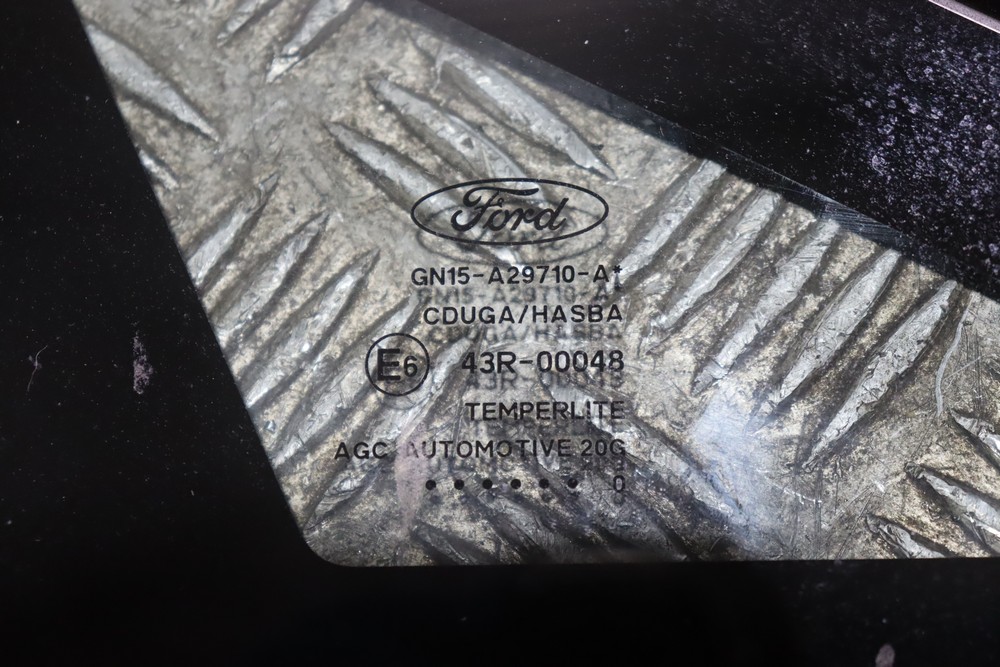 Ford
GN15-A29710-A*
CDUGA/HASBA
E6 43R-00048
TEMPERLITE
AGC AUTOMOTIVE 20G
• • • • • • 0